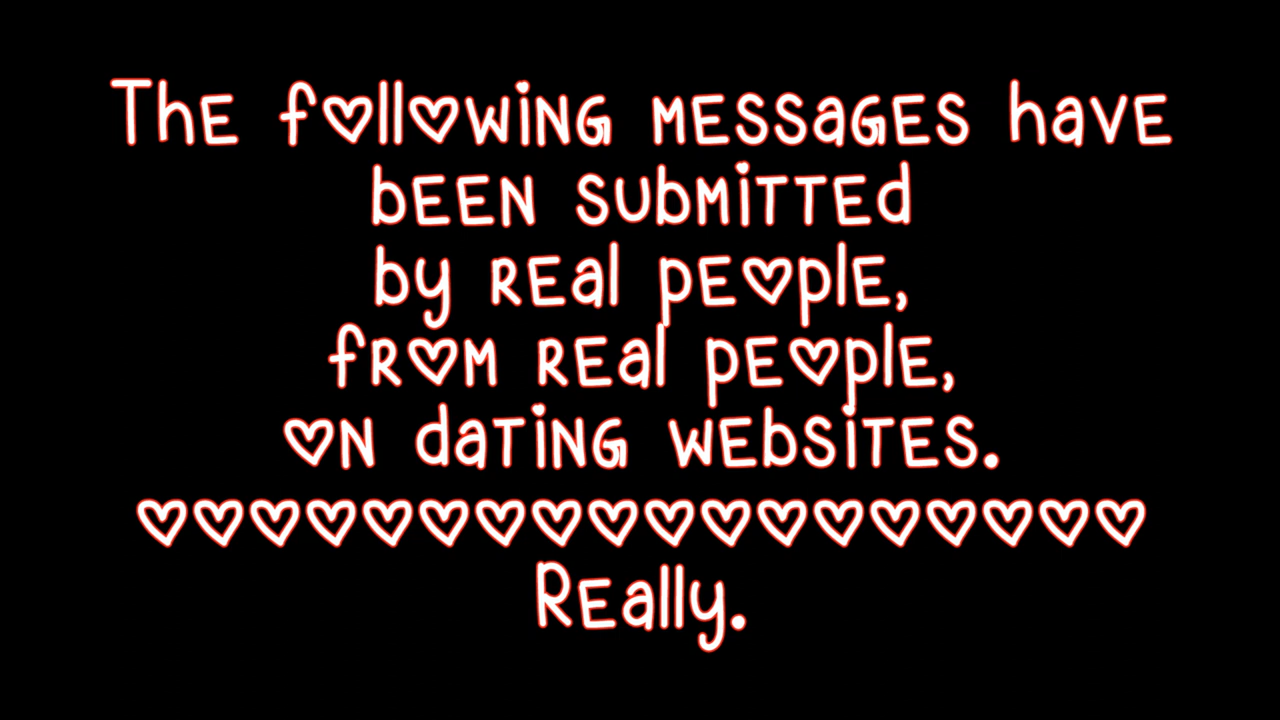 The following messages have
been submitted
by real people,
from real people,
on dating websites.
♡♡♡♡♡♡♡♡♡♡♡♡♡♡♡♡♡♡
Really.